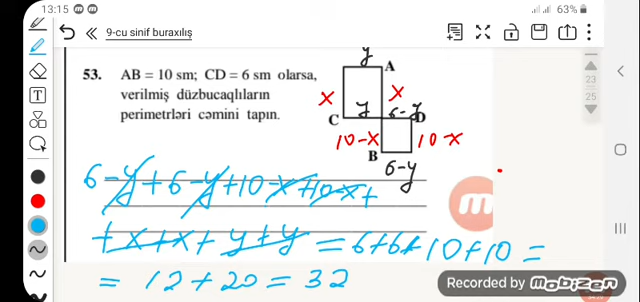 13:15
63%
9-cu sinif buraxılış
23
25
53. AB = 10 sm; CD = 6 sm olarsa,
verilmiş düzbucaqlıların
perimetrləri cəmini tapın.
y
A
x
x
C
y
6-y
D
10-x
10-x
B
6-y
6-y+6-y+10-x+10-x+
+x+x+y+y=6+6+10+10=
= 12+20=32
Recorded by mobizen